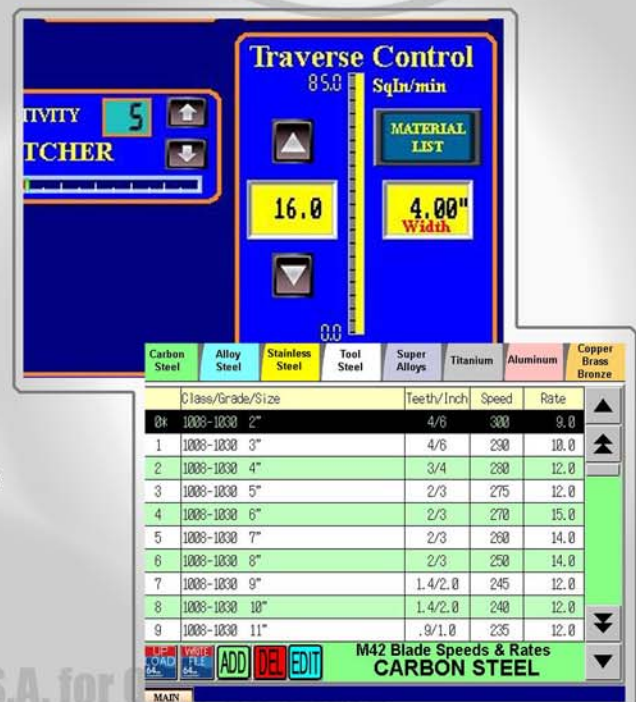 Traverse Control
85.0 SqIn/min
TIVITY 5
TCHER
MATERIAL
LIST
16.0 4.00"
Width
0.0
Carbon Steel Alloy Steel Stainless Steel Tool Steel Super Alloys Titanium Aluminum Copper Brass Bronze
Class/Grade/Size Teeth/Inch Speed Rate
0* 1008-1030 2" 4/6 300 9.0
1 1008-1030 3" 4/6 290 10.0
2 1008-1030 4" 3/4 280 12.0
3 1008-1030 5" 2/3 275 12.0
4 1008-1030 6" 2/3 270 15.0
5 1008-1030 7" 2/3 260 14.0
6 1008-1030 8" 2/3 250 14.0
7 1008-1030 9" 1.4/2.0 245 12.0
8 1008-1030 10" 1.4/2.0 240 12.0
9 1008-1030 11" .9/1.0 235 12.0
UP LOAD WRITE FILE ADD DEL EDIT M42 Blade Speeds & Rates
CARBON STEEL
S.A. for
MAIN